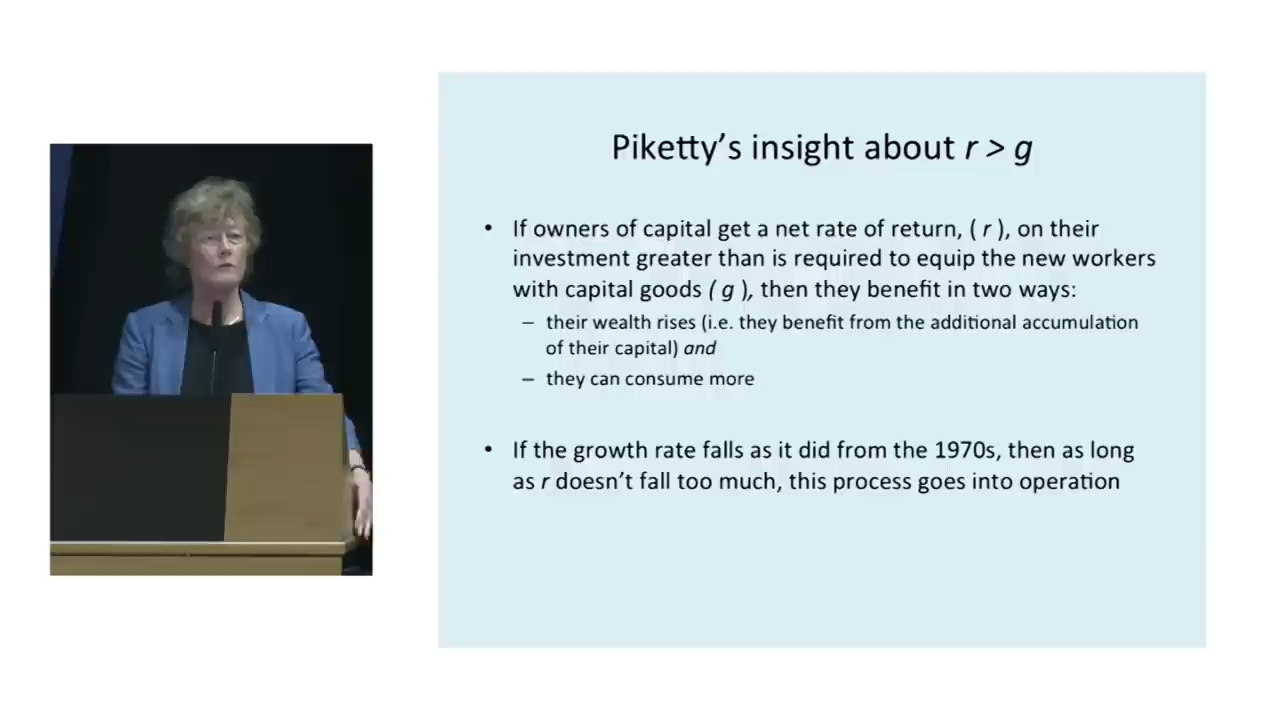 Piketty's insight about r > g
• If owners of capital get a net rate of return, ( r ), on their
investment greater than is required to equip the new workers
with capital goods ( g ), then they benefit in two ways:
– their wealth rises (i.e. they benefit from the additional accumulation
of their capital) and
– they can consume more
• If the growth rate falls as it did from the 1970s, then as long
as r doesn't fall too much, this process goes into operation